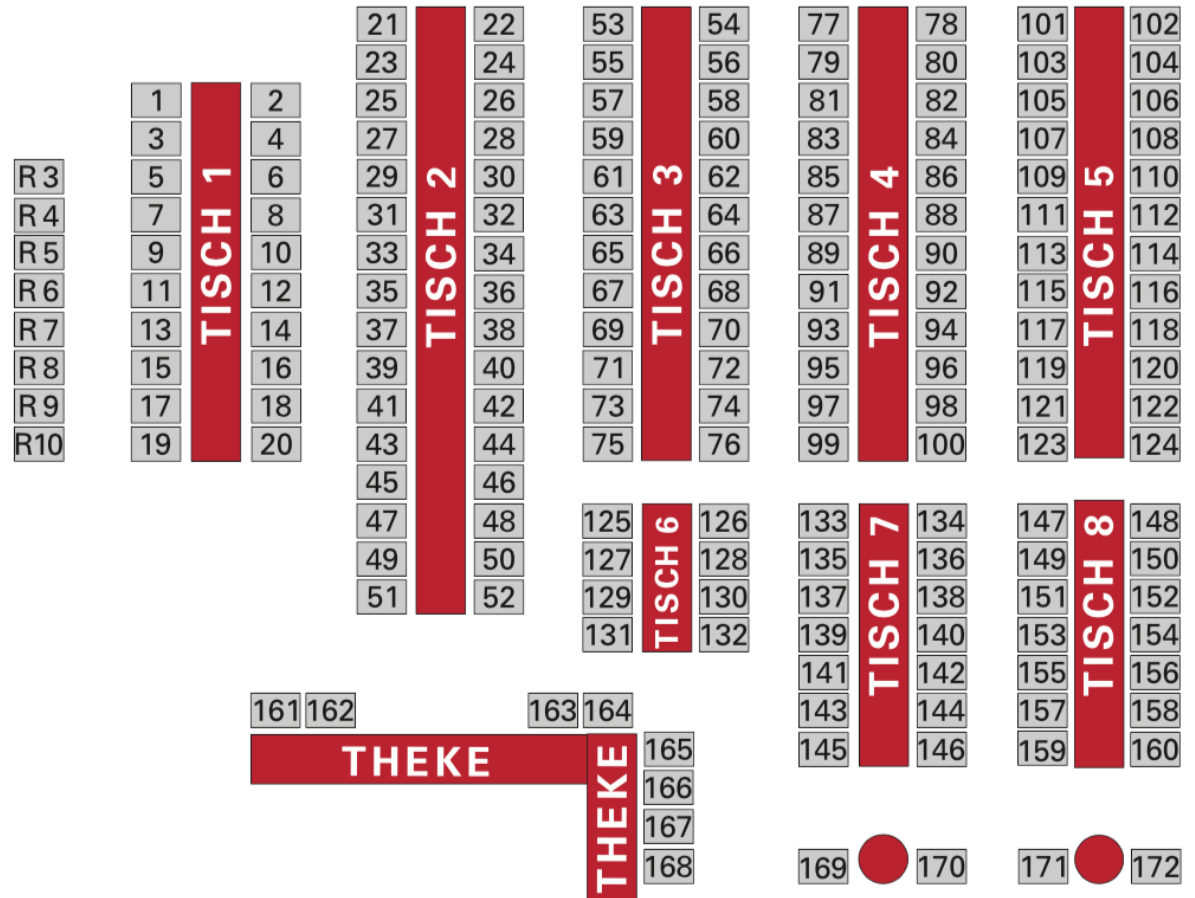 21 22 53 54 77 78 101 102
23 24 55 56 79 80 103 104
1 2 25 26 57 58 81 82 105 106
3 4 27 28 59 60 83 84 107 108
R 3 5 6 29 30 61 62 85 86 109 110
R 4 7 8 31 32 63 64 87 88 111 112
R 5 9 10 33 34 65 66 89 90 113 114
R 6 11 12 35 36 67 68 91 92 115 116
R 7 13 14 37 38 69 70 93 94 117 118
R 8 15 16 39 40 71 72 95 96 119 120
R 9 17 18 41 42 73 74 97 98 121 122
R10 19 20 43 44 75 76 99 100 123 124
TISCH 1
TISCH 2
TISCH 3
TISCH 4
TISCH 5
45 46
47 48 125 126 133 134 147 148
49 50 127 128 135 136 149 150
51 52 129 130 137 138 151 152
131 132 139 140 153 154
141 142 155 156
TISCH 6
TISCH 7
TISCH 8
161 162 163 164 143 144 157 158
165 145 146 159 160
THEKE
THEKE
166
167
168 169 170 171 172